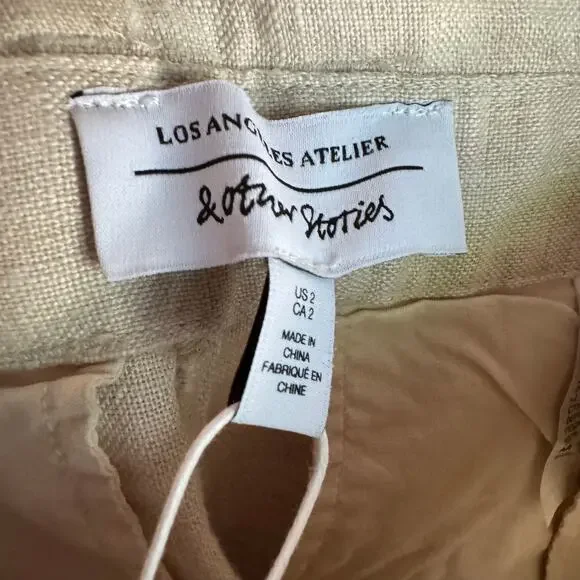 LOS ANGELES ATELIER
& other Stories
US 2
CA 2
MADE IN
CHINA
FABRIQUÉ EN
CHINE